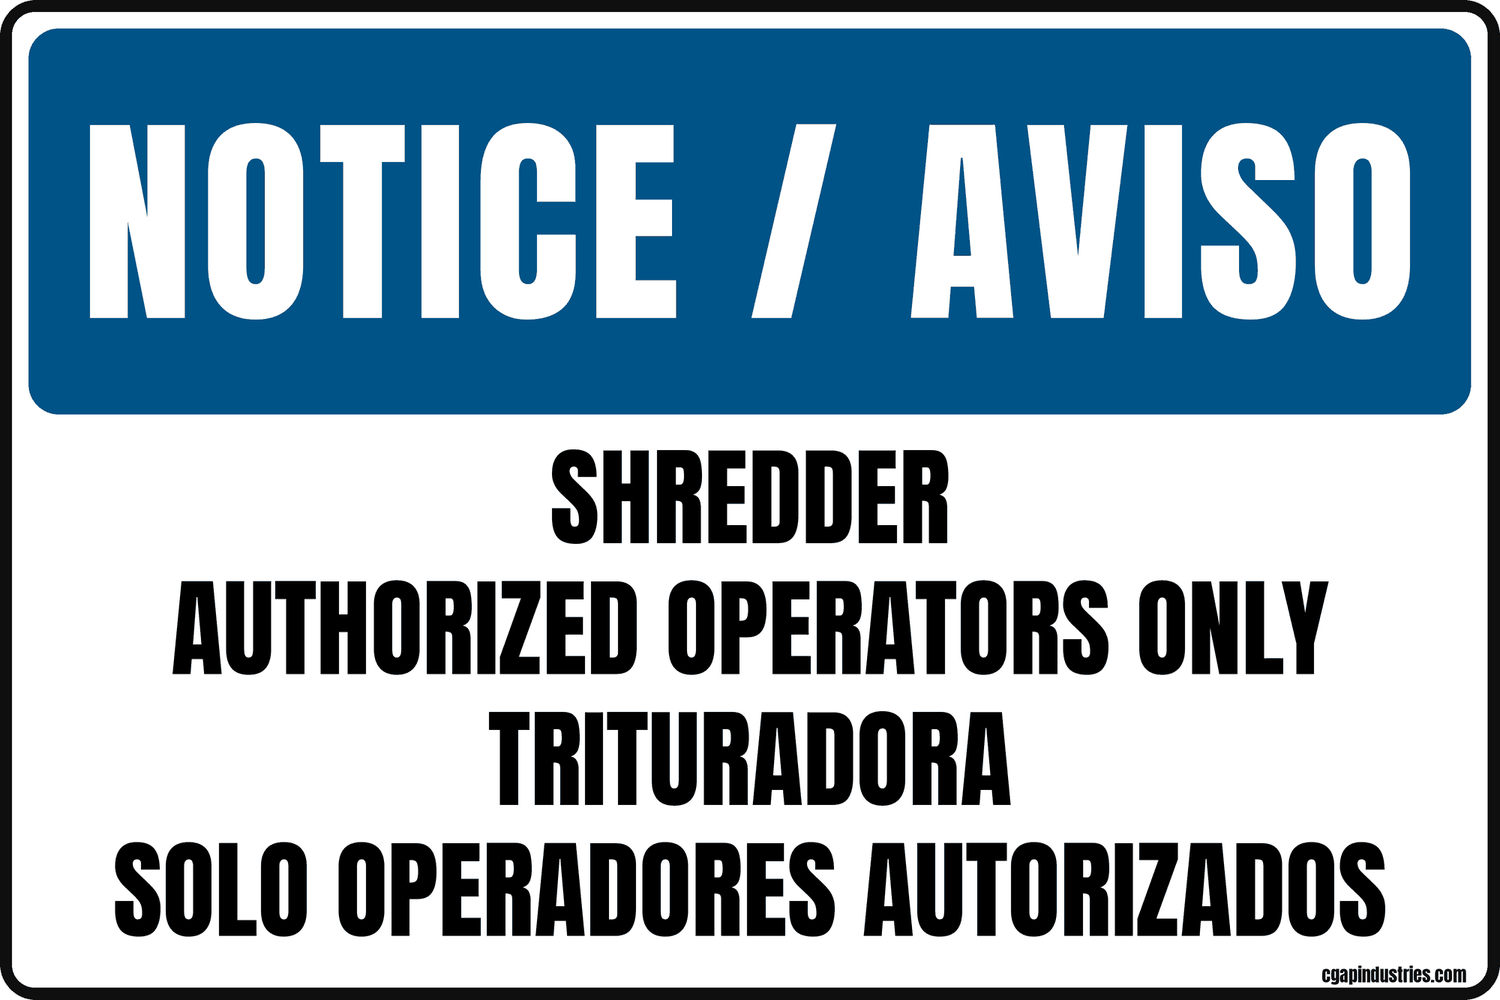 NOTICE / AVISO
SHREDDER
AUTHORIZED OPERATORS ONLY
TRITURADORA
SOLO OPERADORES AUTORIZADOS
cgapindustries.com